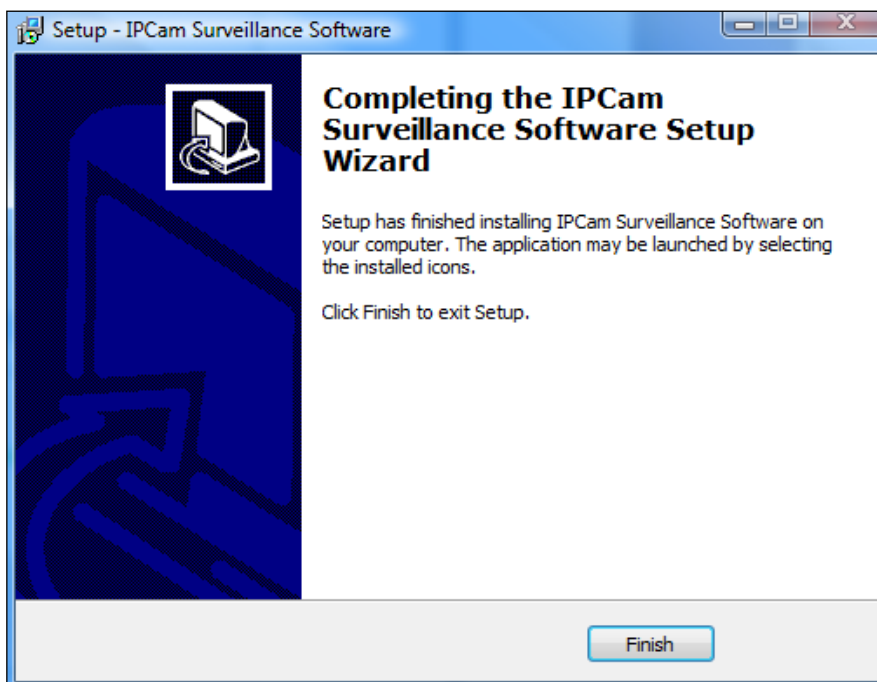 Setup - IPCam Surveillance Software
Completing the IPCam
Surveillance Software Setup
Wizard
Setup has finished installing IPCam Surveillance Software on
your computer. The application may be launched by selecting
the installed icons.
Click Finish to exit Setup.
Finish